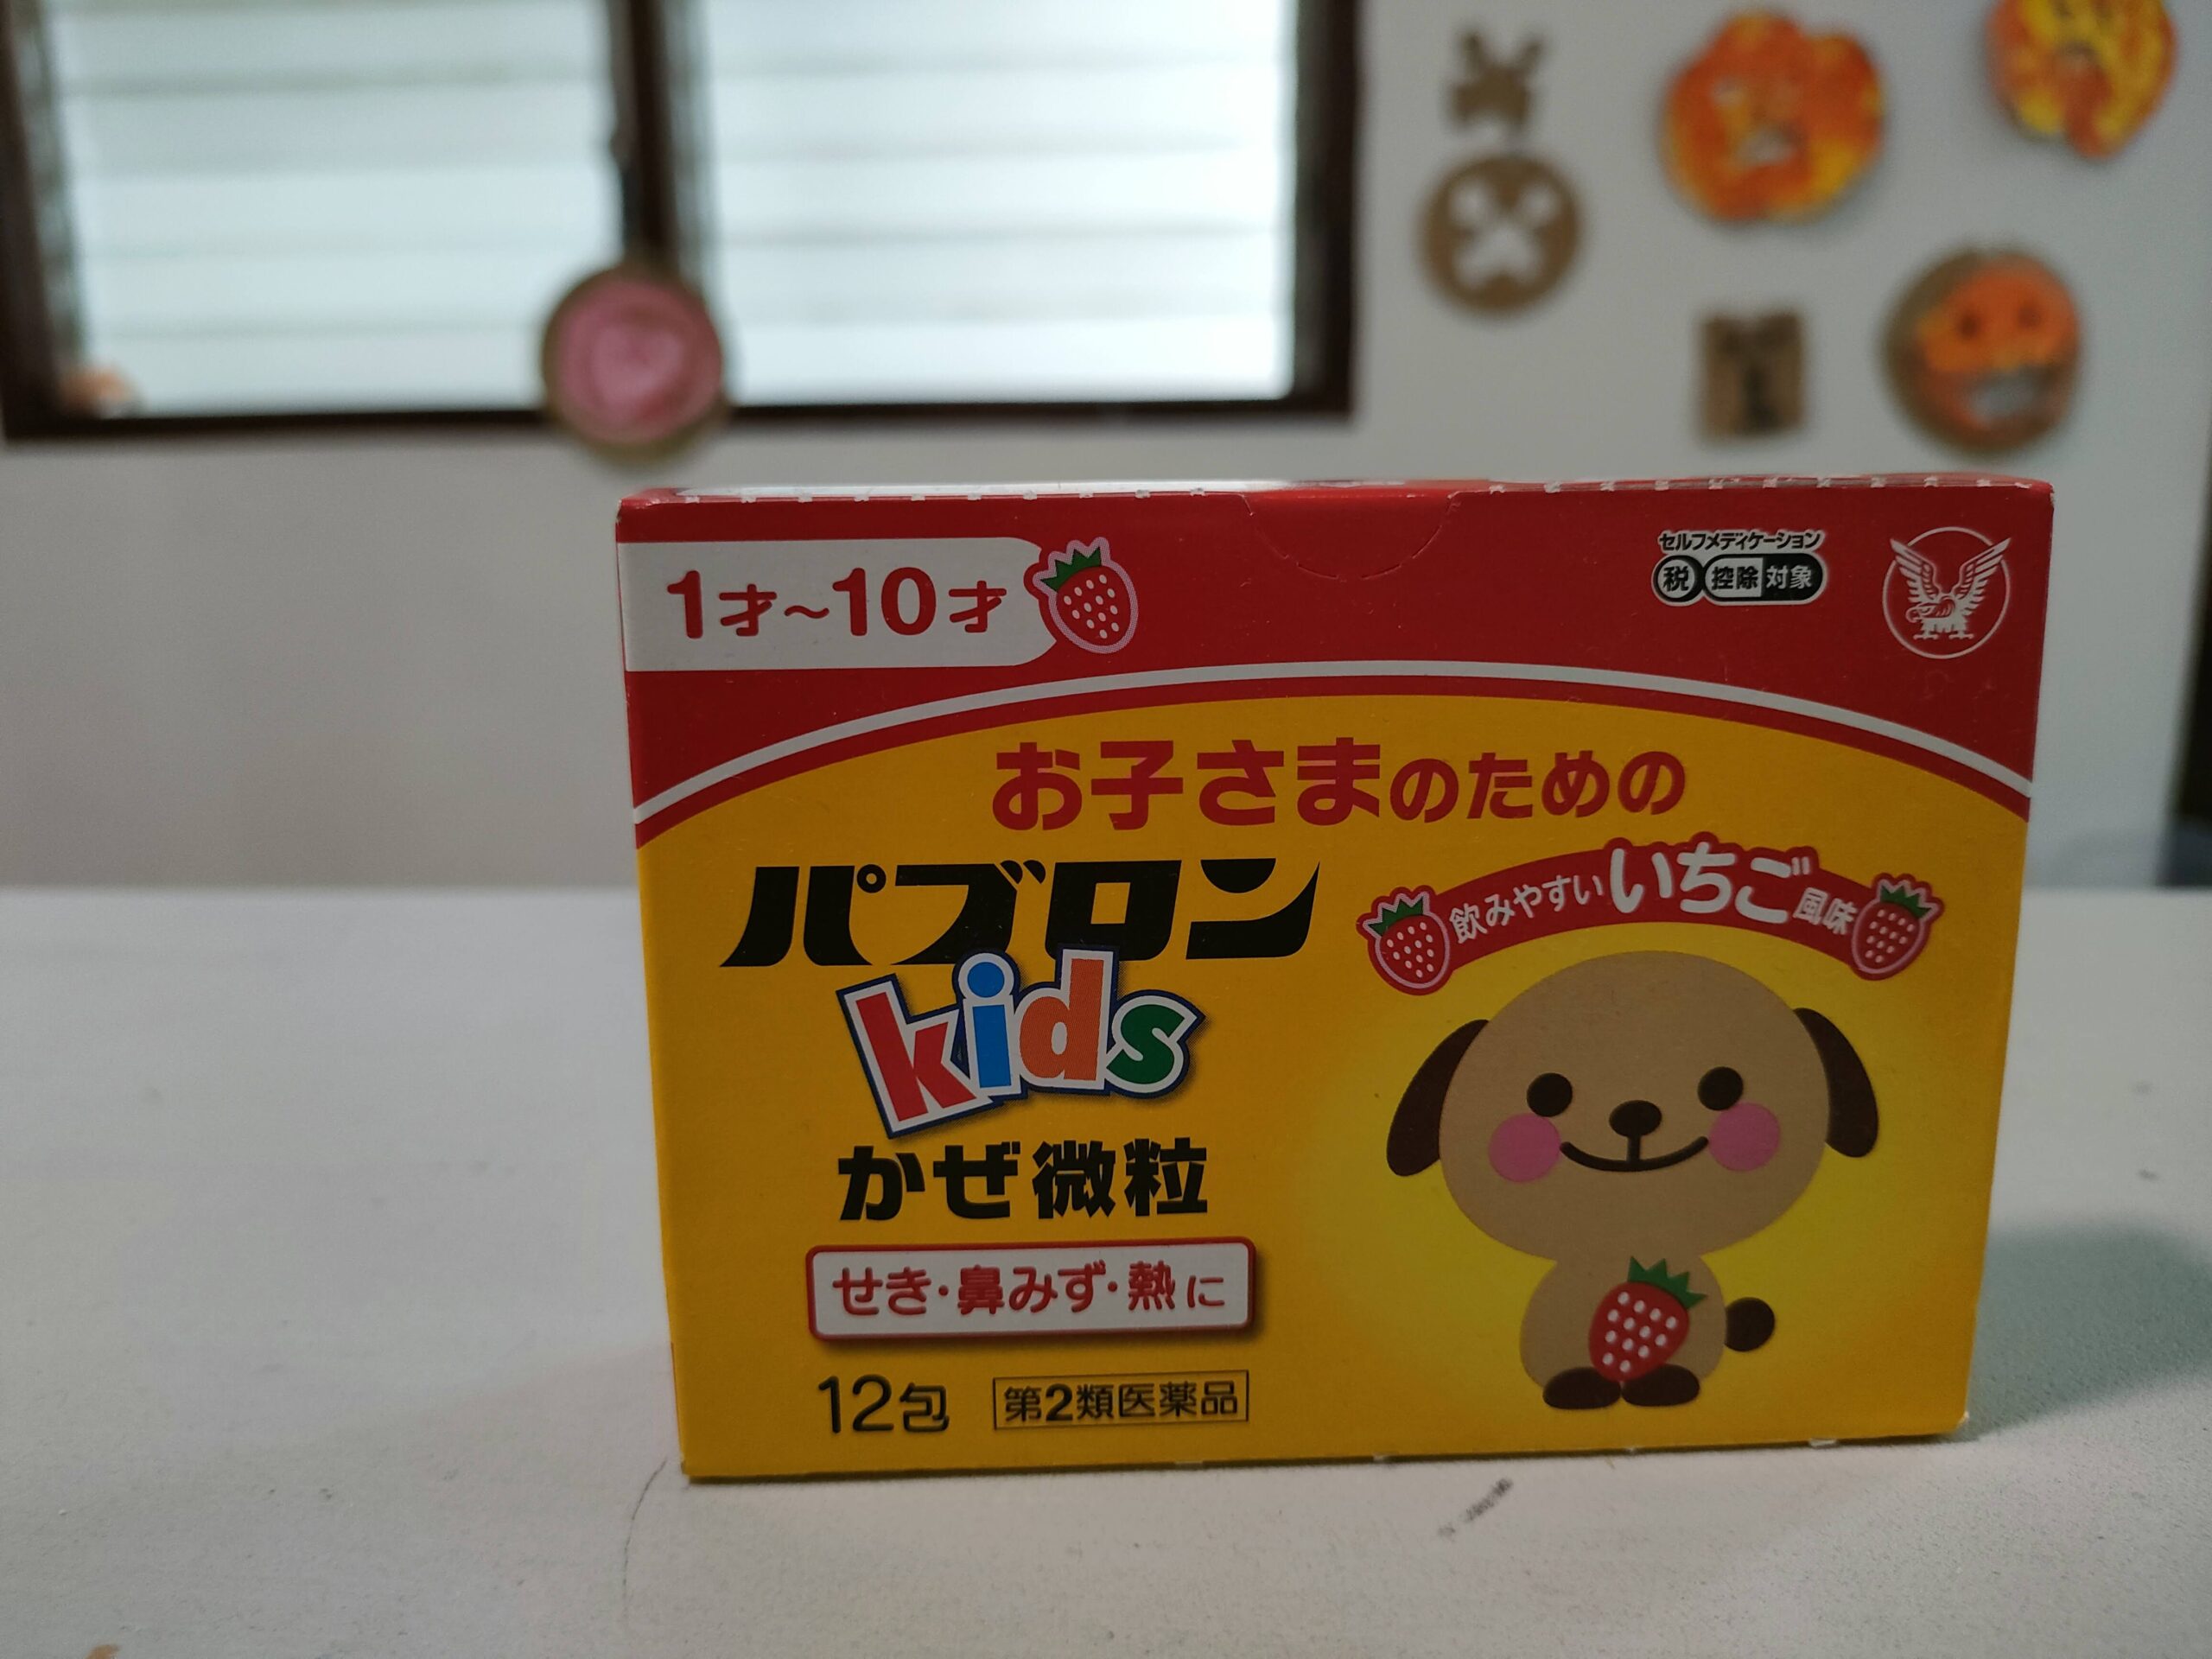 1才～10才
セルフメディケーション
税 控除 対象
お子さまのための
パブロン
kids
飲みやすいいちご風味
かぜ微粒
せき・鼻みず・熱に
12包
第2類医薬品